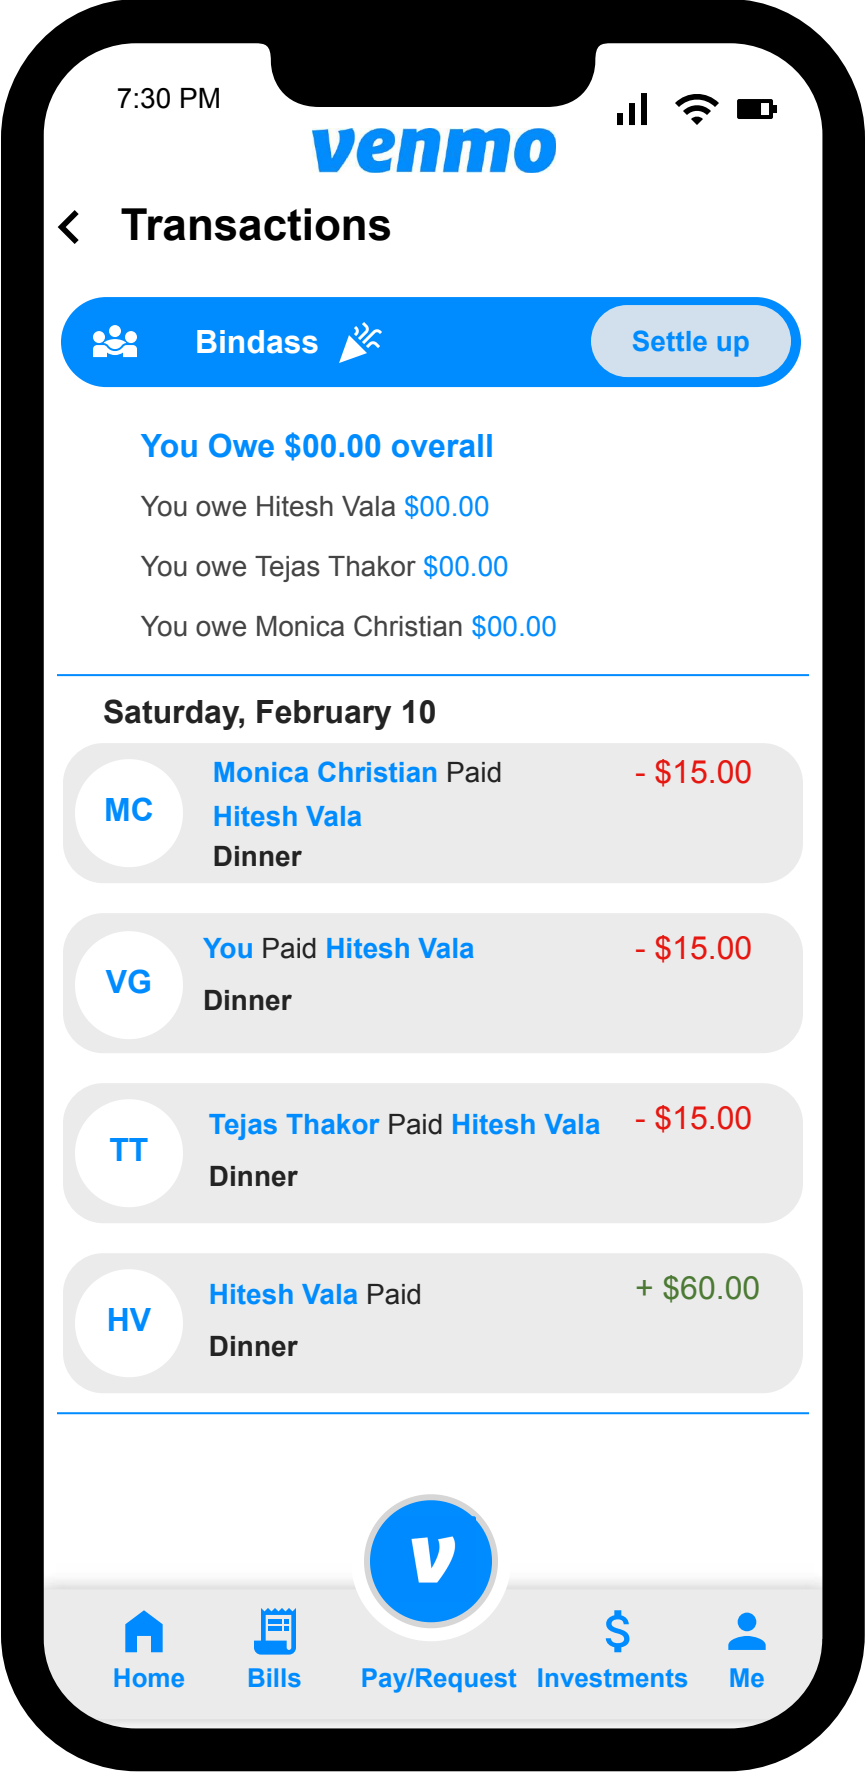 7:30 PM
venmo
Transactions
Bindass
Settle up
You Owe $00.00 overall
You owe Hitesh Vala $00.00
You owe Tejas Thakor $00.00
You owe Monica Christian $00.00
Saturday, February 10
MC
Monica Christian Paid - $15.00
Hitesh Vala
Dinner
VG
You Paid Hitesh Vala - $15.00
Dinner
TT
Tejas Thakor Paid Hitesh Vala - $15.00
Dinner
HV
Hitesh Vala Paid + $60.00
Dinner
v
Home Bills Pay/Request Investments Me